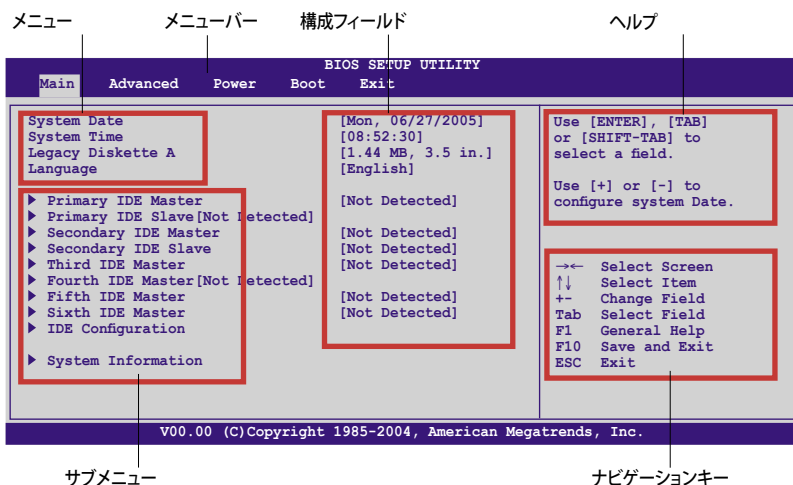 メニュー メニューバー 構成フィールド ヘルプ
BIOS SETUP UTILITY
Main Advanced Power Boot Exit
System Date [Mon, 06/27/2005]
System Time [08:52:30]
Legacy Diskette A [1.44 MB, 3.5 in.]
Language [English]
Primary IDE Master [Not Detected]
Primary IDE Slave[Not Detected]
Secondary IDE Master [Not Detected]
Secondary IDE Slave [Not Detected]
Third IDE Master [Not Detected]
Fourth IDE Master[Not Detected]
Fifth IDE Master [Not Detected]
Sixth IDE Master [Not Detected]
IDE Configuration
System Information
Use [ENTER], [TAB]
or [SHIFT-TAB] to
select a field.
Use [+] or [-] to
configure system Date.
→← Select Screen
↑↓ Select Item
+- Change Field
Tab Select Field
F1 General Help
F10 Save and Exit
ESC Exit
V00.00 (C)Copyright 1985-2004, American Megatrends, Inc.
サブメニュー ナビゲーションキー